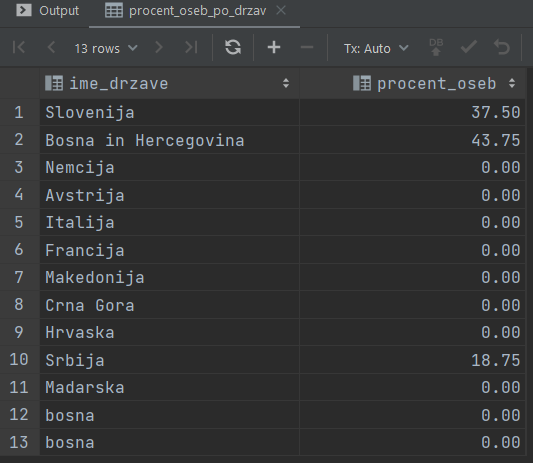 Output procent_oseb_po_drzav
13 rows Tx: Auto DB
ime_drzave procent_oseb
1 Slovenija 37.50
2 Bosna in Hercegovina 43.75
3 Nemcija 0.00
4 Avstrija 0.00
5 Italija 0.00
6 Francija 0.00
7 Makedonija 0.00
8 Crna Gora 0.00
9 Hrvaska 0.00
10 Srbija 18.75
11 Madarska 0.00
12 bosna 0.00
13 bosna 0.00